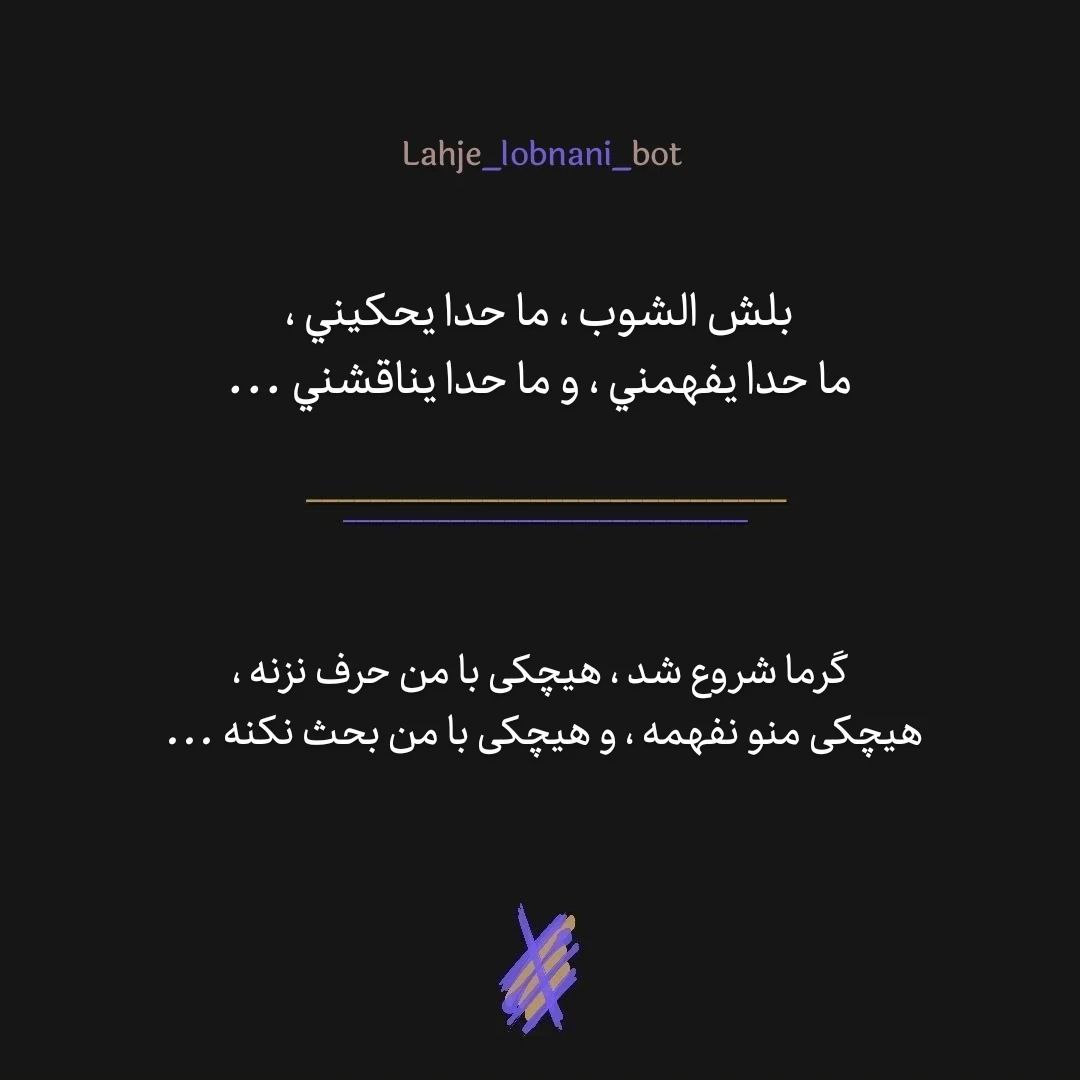 Lahje_lobnani_bot
بلش الشوب ، ما حدا يحكيني ،
ما حدا يفهمني ، و ما حدا يناقشني ...
گرما شروع شد ، هیچکی با من حرف نزنه ،
هیچکی منو نفهمه ، و هیچکی با من بحث نکنه ...